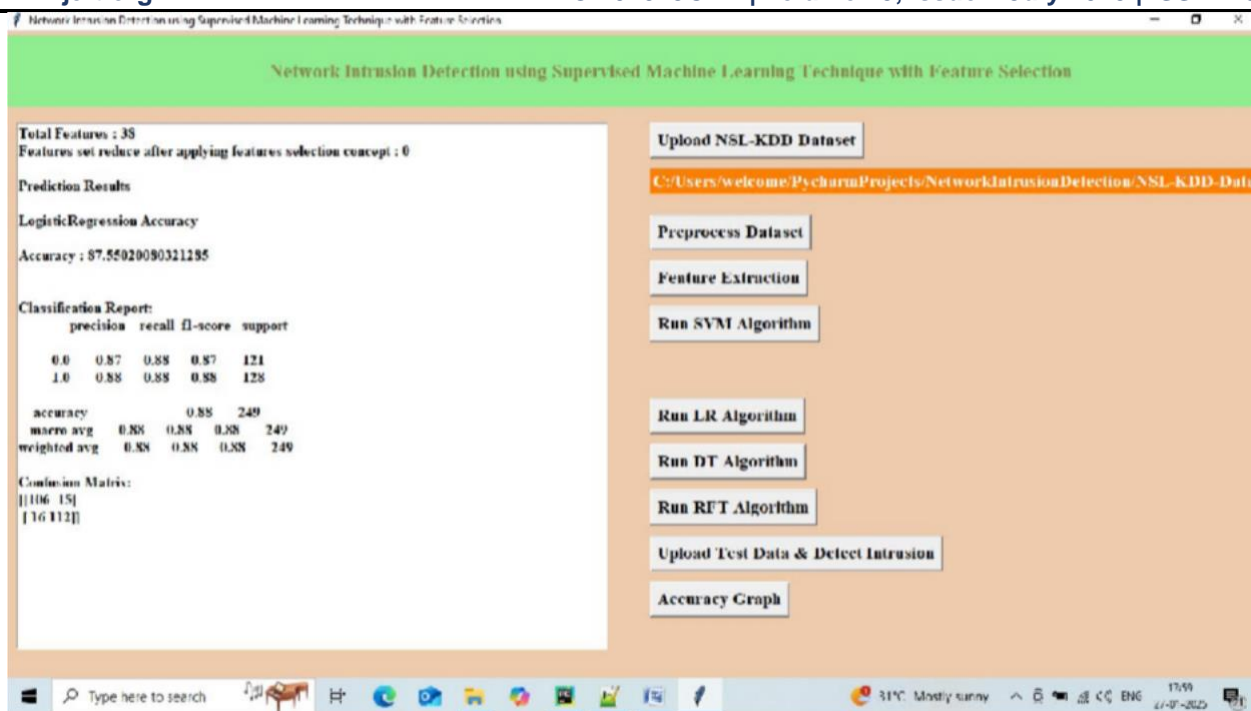 Network Intrusion Detection using Supervised Machine Learning Technique with Feature Selection
Network Intrusion Detection using Supervised Machine Learning Technique with Feature Selection
Total Features : 38
Features set reduce after applying features selection concept : 0
Prediction Results
LogisticRegression Accuracy
Accuracy : 87.55020080321285
Classification Report:
precision recall f1-score support
0.0 0.87 0.88 0.87 121
1.0 0.88 0.88 0.88 128
accuracy 0.88 249
macro avg 0.88 0.88 0.88 249
weighted avg 0.88 0.88 0.88 249
Confusion Matrix:
[[106 15]
[ 16 112]]
Upload NSL-KDD Dataset
C:/Users/welcome/PycharmProjects/NetworkIntrusionDetection/NSL-KDD-Dat
Preprocess Dataset
Feature Extraction
Run SVM Algorithm
Run LR Algorithm
Run DT Algorithm
Run RFT Algorithm
Upload Test Data & Detect Intrusion
Accuracy Graph
Type here to search
31°C Mostly sunny
ENG
17:59
27-01-2025